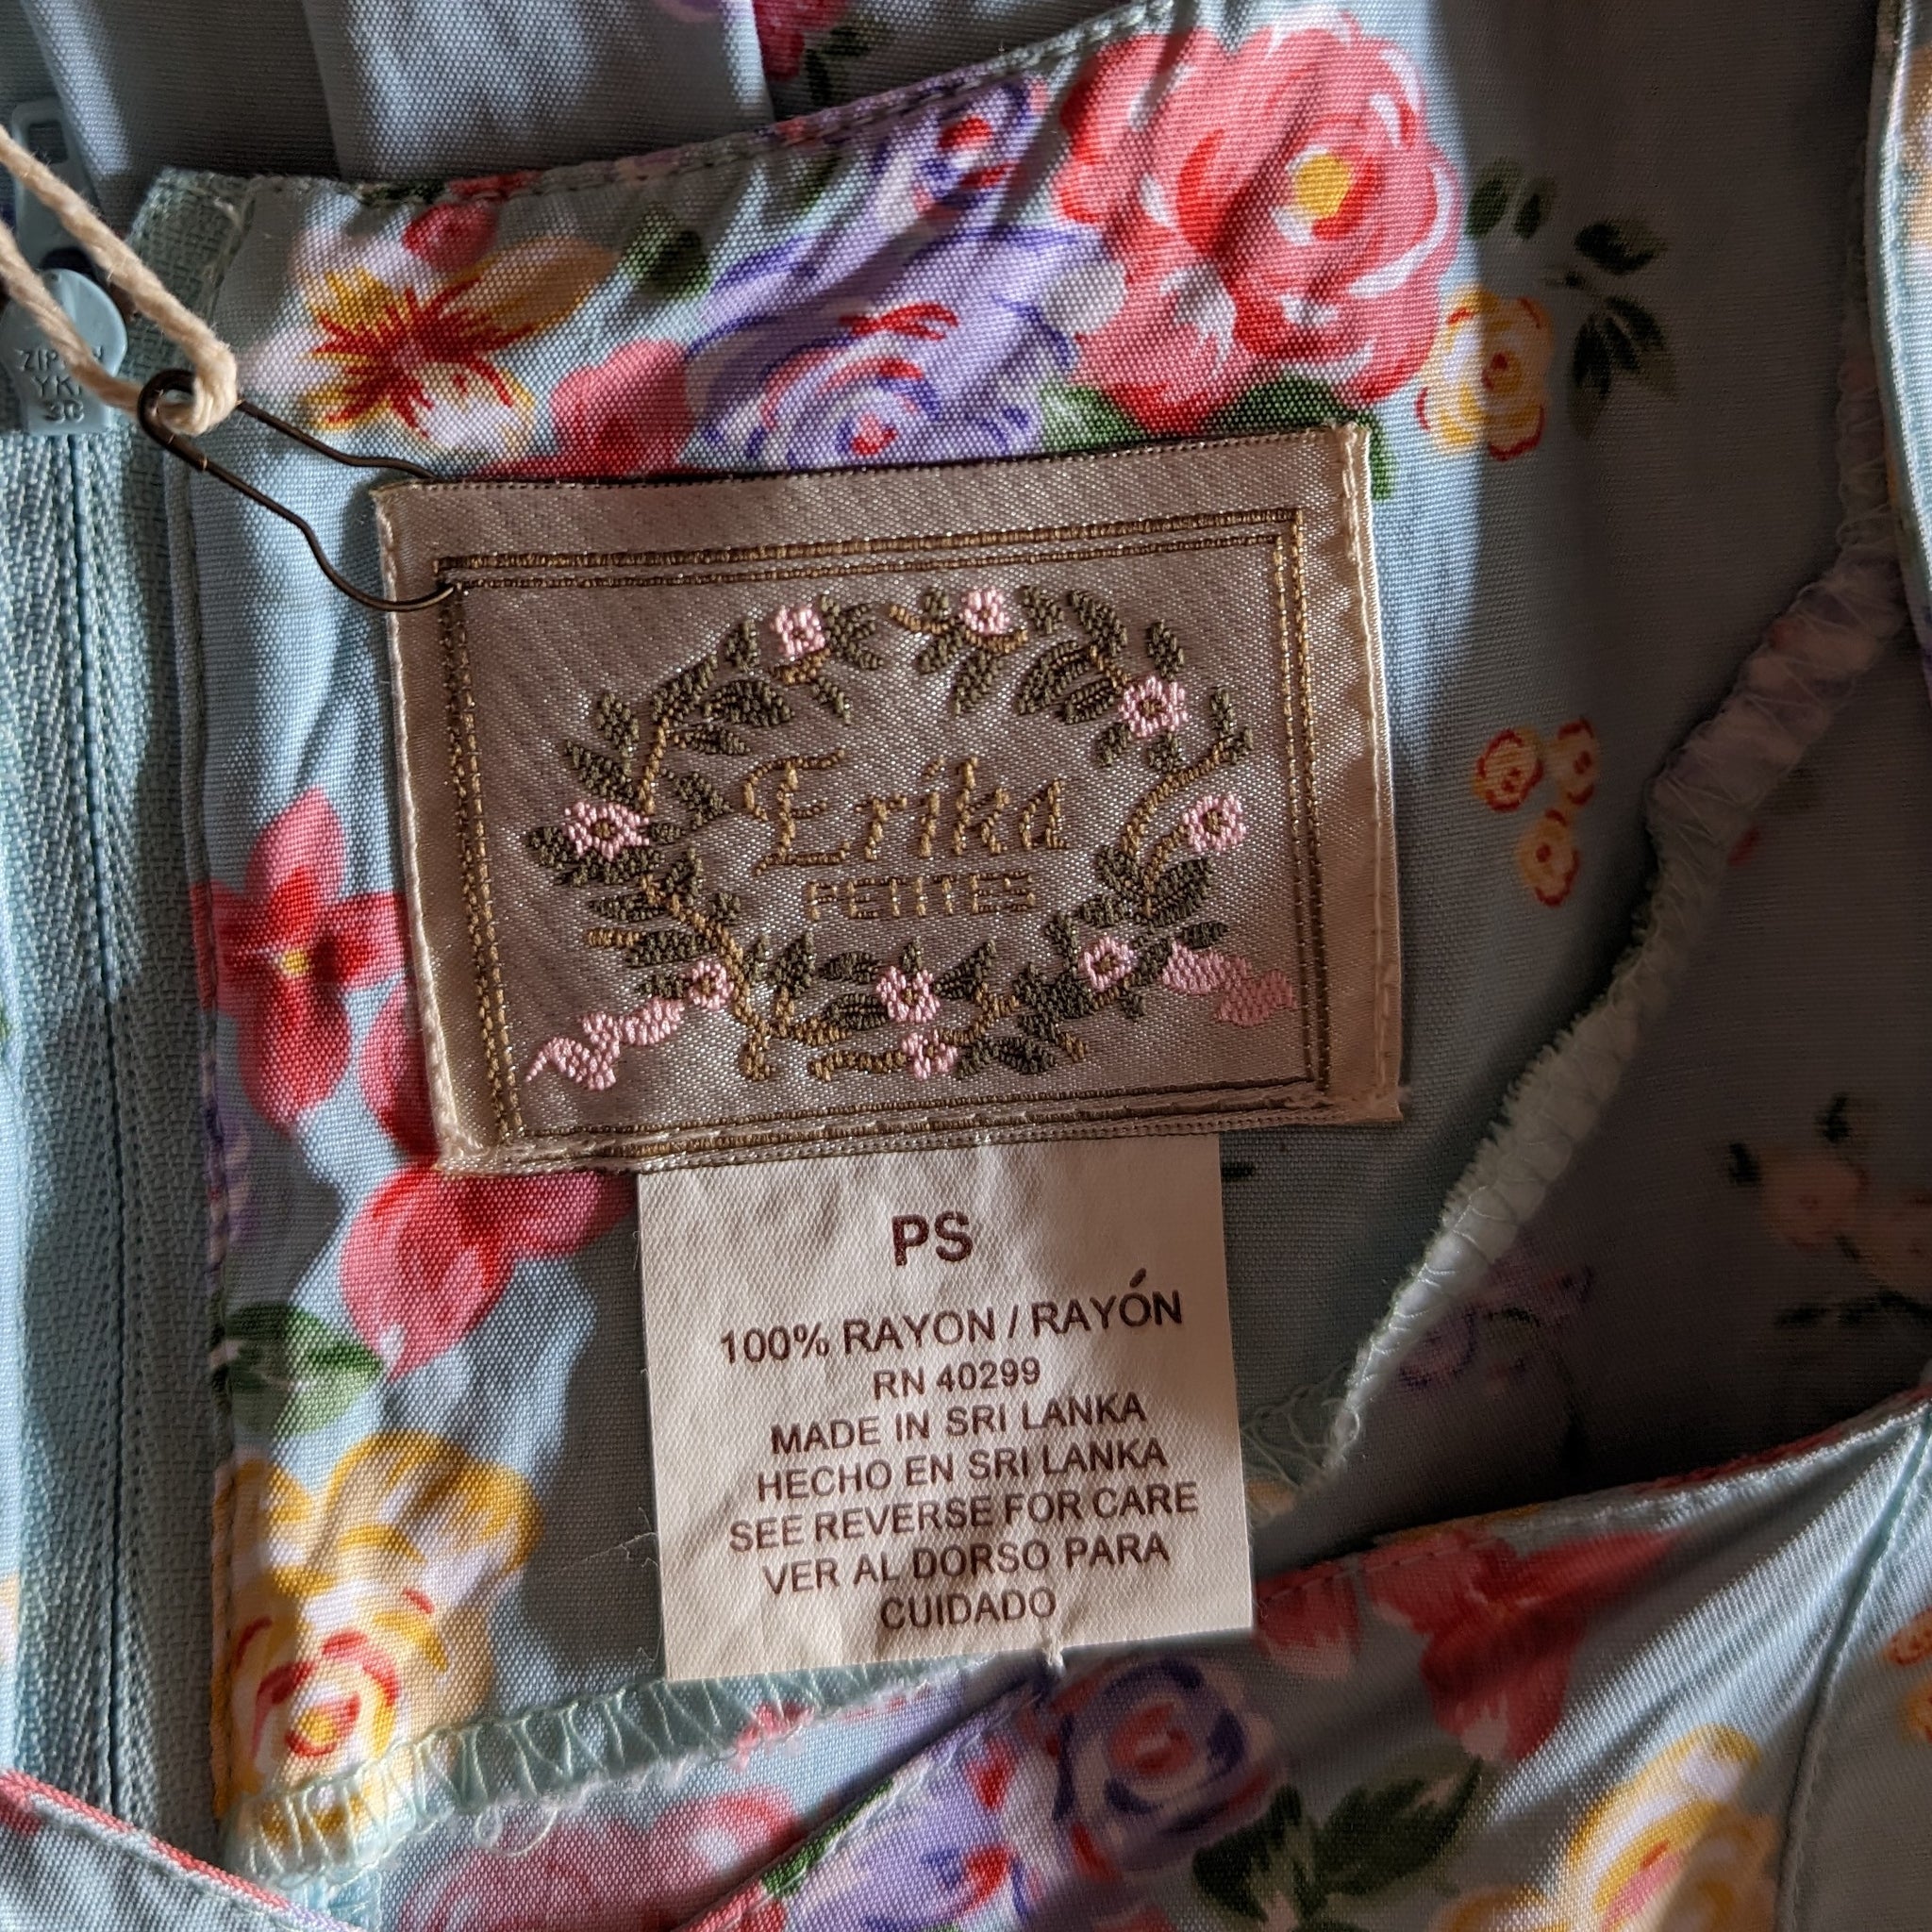 YK
Erika
PETITES
PS
100% RAYON / RAYÓN
RN 40299
MADE IN SRI LANKA
HECHO EN SRI LANKA
SEE REVERSE FOR CARE
VER AL DORSO PARA
CUIDADO